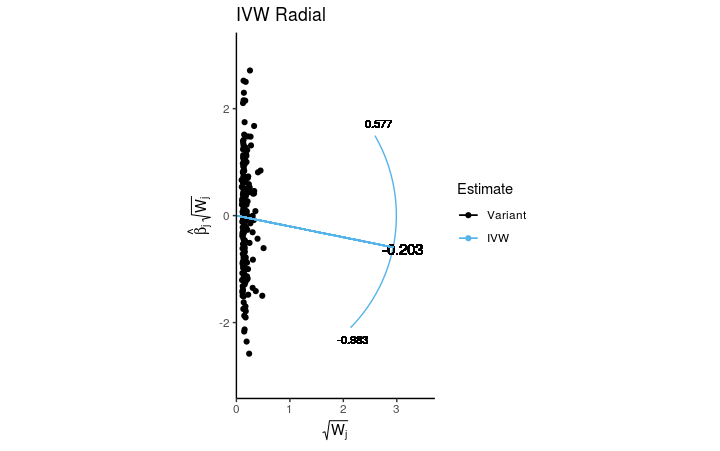 IVW Radial
β̂j√Wj
2
0
-2
0.577
-0.203
-0.983
0
1
2
3
√Wj
Estimate
Variant
IVW